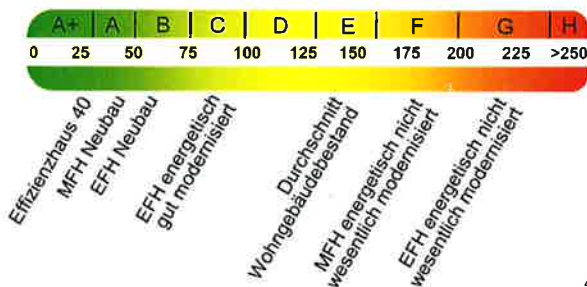 A+ A B C D E F G H
0 25 50 75 100 125 150 175 200 225 >250
Effizienzhaus 40
MFH Neubau
EFH Neubau
EFH energetisch
gut modernisiert
Durchschnitt
Wohngebäudebestand
MFH energetisch nicht
wesentlich modernisiert
EFH energetisch nicht
wesentlich modernisiert